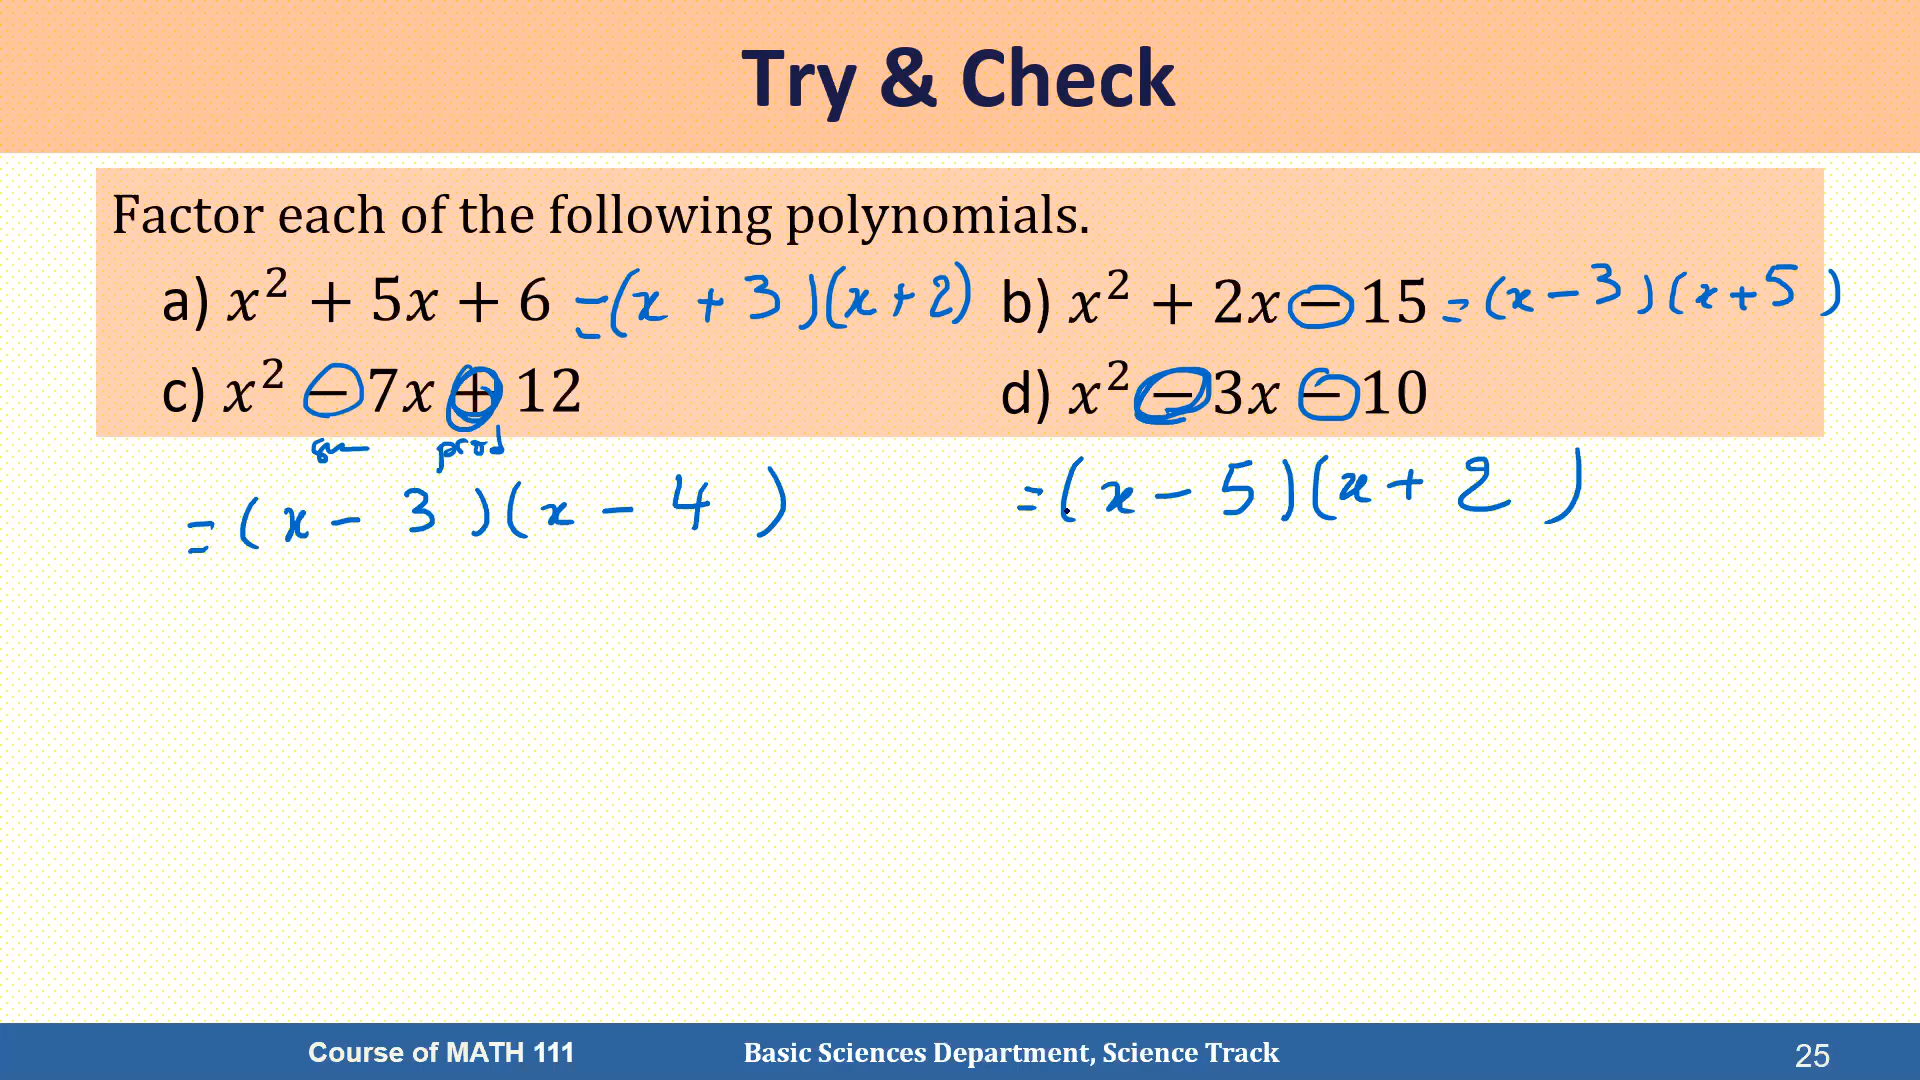 Try & Check
Factor each of the following polynomials.
a) x² + 5x + 6 = (x + 3)(x + 2) b) x² + 2x − 15 = (x − 3)(x + 5)
c) x² − 7x + 12 d) x² − 3x − 10
sum prod
= (x − 3)(x − 4) = (x − 5)(x + 2)
Course of MATH 111 Basic Sciences Department, Science Track 25